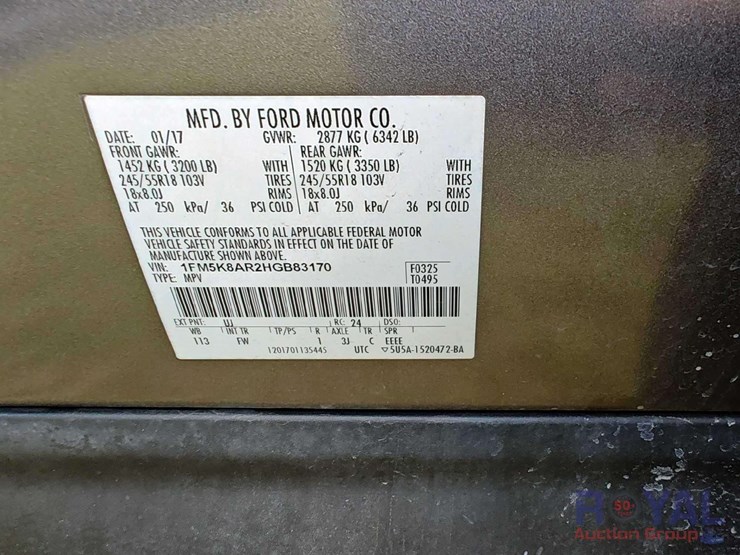 MFD. BY FORD MOTOR CO.
DATE: 01/17 GVWR: 2877 KG ( 6342 LB)
FRONT GAWR: REAR GAWR:
1452 KG ( 3200 LB) WITH 1520 KG ( 3350 LB) WITH
245/55R18 103V TIRES 245/55R18 103V TIRES
18x8.0J RIMS 18x8.0J RIMS
AT 250 kPa/ 36 PSI COLD AT 250 kPa/ 36 PSI COLD
THIS VEHICLE CONFORMS TO ALL APPLICABLE FEDERAL MOTOR
VEHICLE SAFETY STANDARDS IN EFFECT ON THE DATE OF
MANUFACTURE SHOWN ABOVE.
VIN: 1FM5K8AR2HGB83170 F0325
TYPE: MPV T0495
EXT PNT: UJ RC: 24 DSO:
WB INT TR TP/PS R AXLE TR SPR
113 FW 1 3J C EEEE
1201701135445 UTC ▽5U5A-1520472-BA
ROYAL
50
Auction Group